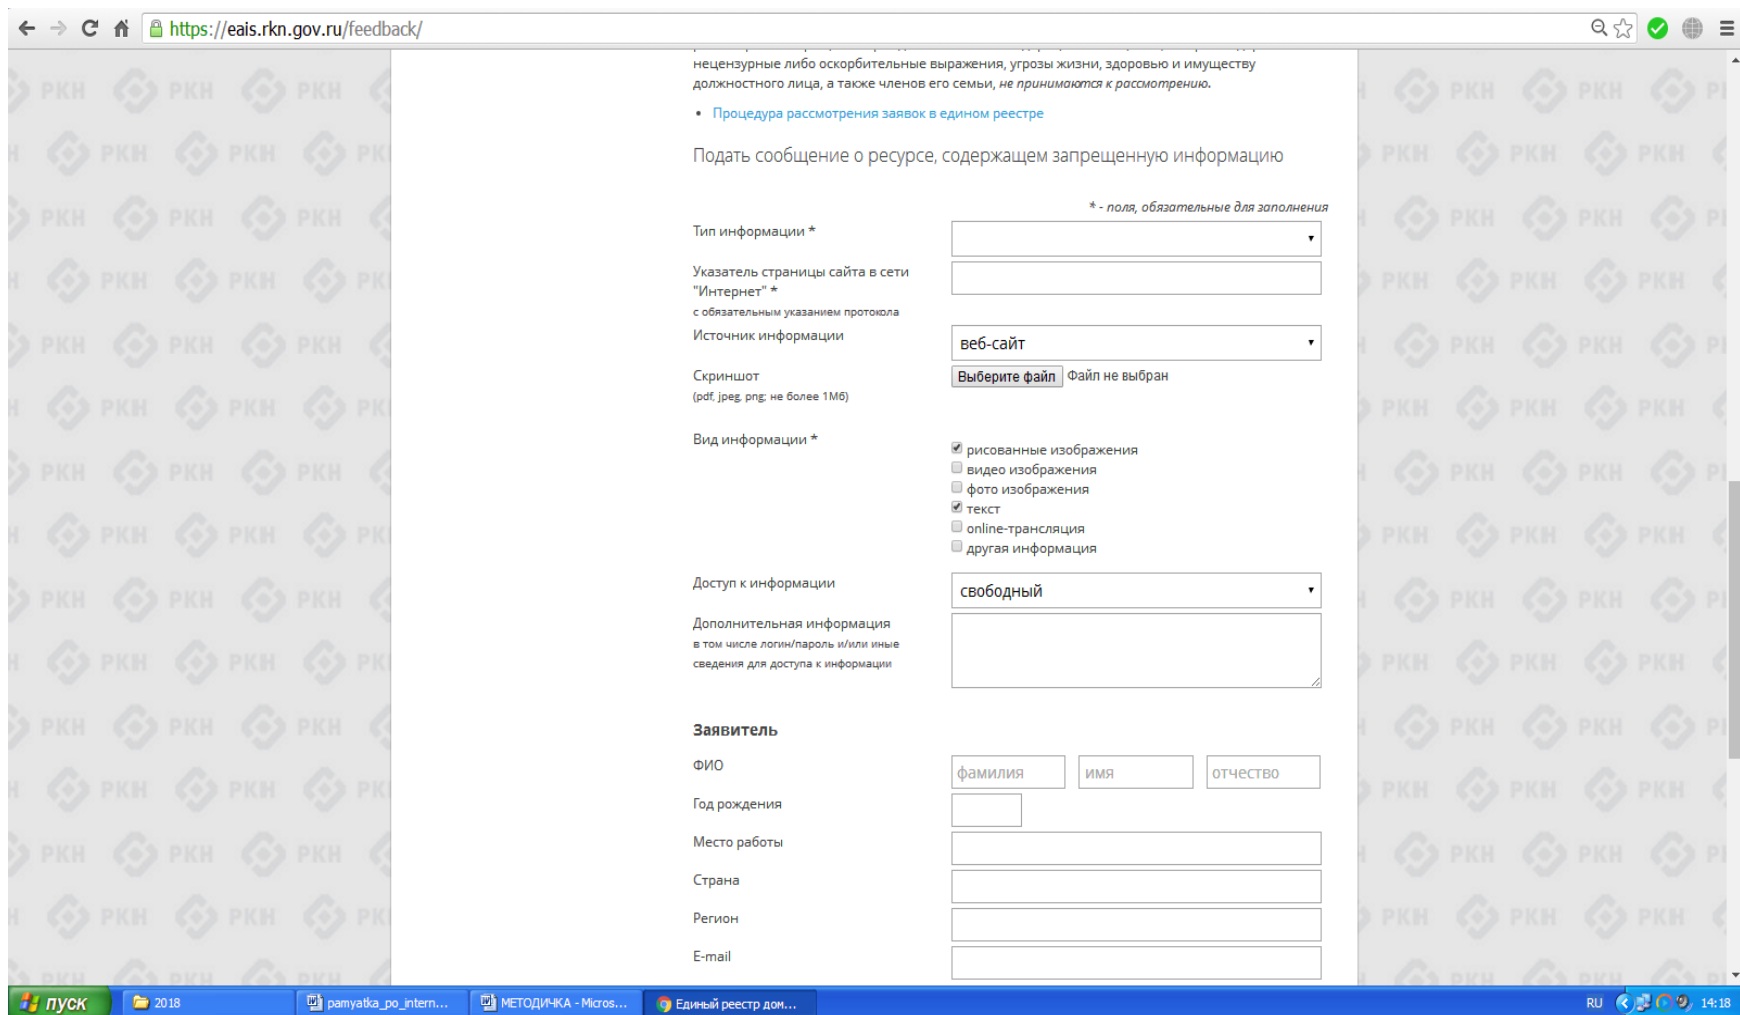 https://eais.rkn.gov.ru/feedback/
нецензурные либо оскорбительные выражения, угрозы жизни, здоровью и имуществу
должностного лица, а также членов его семьи, не принимаются к рассмотрению.
• Процедура рассмотрения заявок в едином реестре
Подать сообщение о ресурсе, содержащем запрещенную информацию
* - поля, обязательные для заполнения
Тип информации *
Указатель страницы сайта в сети
"Интернет" *
с обязательным указанием протокола
Источник информации
веб-сайт
Скриншот
(pdf, jpeg, png; не более 1Мб)
Выберите файл Файл не выбран
Вид информации *
рисованные изображения
видео изображения
фото изображения
текст
online-трансляция
другая информация
Доступ к информации
свободный
Дополнительная информация
в том числе логин/пароль и/или иные
сведения для доступа к информации
Заявитель
ФИО
фамилия имя отчество
Год рождения
Место работы
Страна
Регион
E-mail
РКН
пуск 2018 pamyatka_po_intern... МЕТОДИЧКА - Micros... Единый реестр дом... RU 14:18